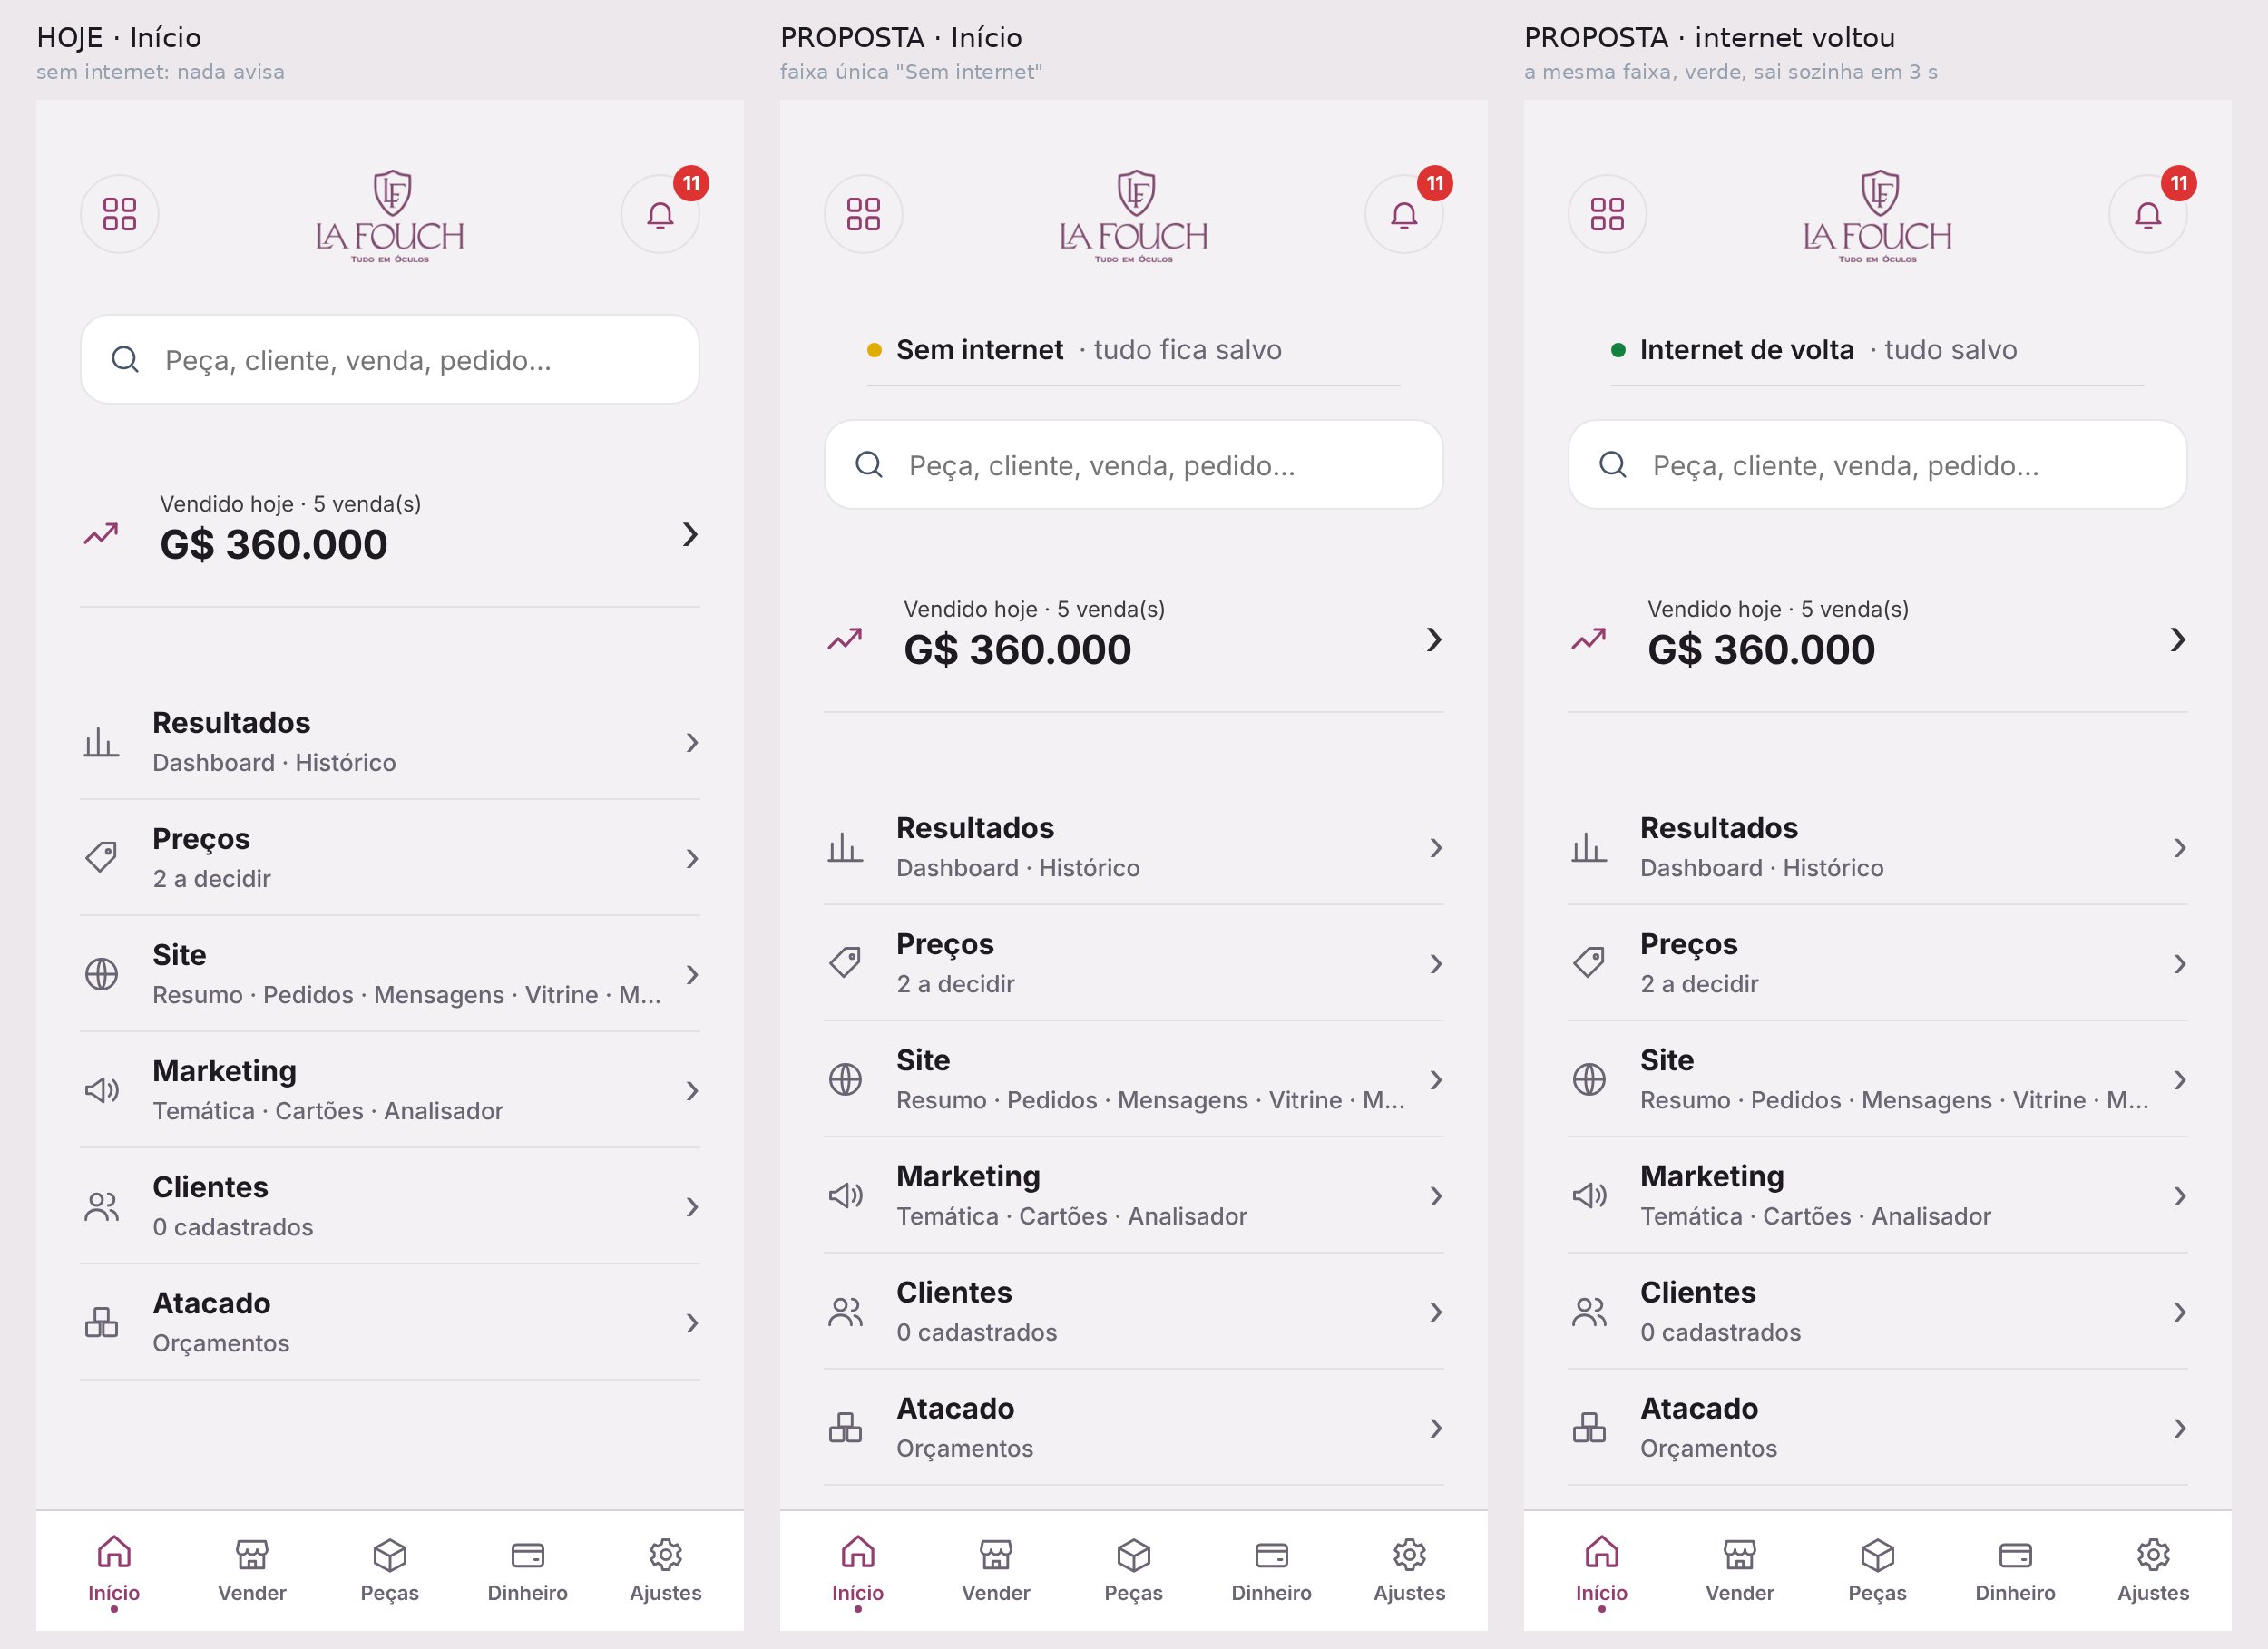 HOJE · Início
sem internet: nada avisa
11
LF
LA FOUCH
Tudo em Óculos
Peça, cliente, venda, pedido...
Vendido hoje · 5 venda(s)
G$ 360.000
Resultados
Dashboard · Histórico
Preços
2 a decidir
Site
Resumo · Pedidos · Mensagens · Vitrine · M...
Marketing
Temática · Cartões · Analisador
Clientes
0 cadastrados
Atacado
Orçamentos
Início
Vender
Peças
Dinheiro
Ajustes
PROPOSTA · Início
faixa única "Sem internet"
11
LF
LA FOUCH
Tudo em Óculos
Sem internet · tudo fica salvo
Peça, cliente, venda, pedido...
Vendido hoje · 5 venda(s)
G$ 360.000
Resultados
Dashboard · Histórico
Preços
2 a decidir
Site
Resumo · Pedidos · Mensagens · Vitrine · M...
Marketing
Temática · Cartões · Analisador
Clientes
0 cadastrados
Atacado
Orçamentos
Início
Vender
Peças
Dinheiro
Ajustes
PROPOSTA · internet voltou
a mesma faixa, verde, sai sozinha em 3 s
11
LF
LA FOUCH
Tudo em Óculos
Internet de volta · tudo salvo
Peça, cliente, venda, pedido...
Vendido hoje · 5 venda(s)
G$ 360.000
Resultados
Dashboard · Histórico
Preços
2 a decidir
Site
Resumo · Pedidos · Mensagens · Vitrine · M...
Marketing
Temática · Cartões · Analisador
Clientes
0 cadastrados
Atacado
Orçamentos
Início
Vender
Peças
Dinheiro
Ajustes